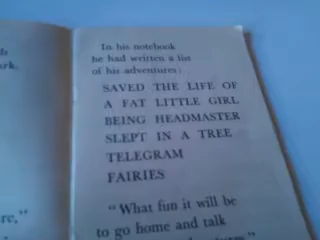 In his notebook
he had written a list
of his adventures:
SAVED THE LIFE OF
A FAT LITTLE GIRL
BEING HEADMASTER
SLEPT IN A TREE
TELEGRAM
FAIRIES
"What fun it will be
to go home and talk